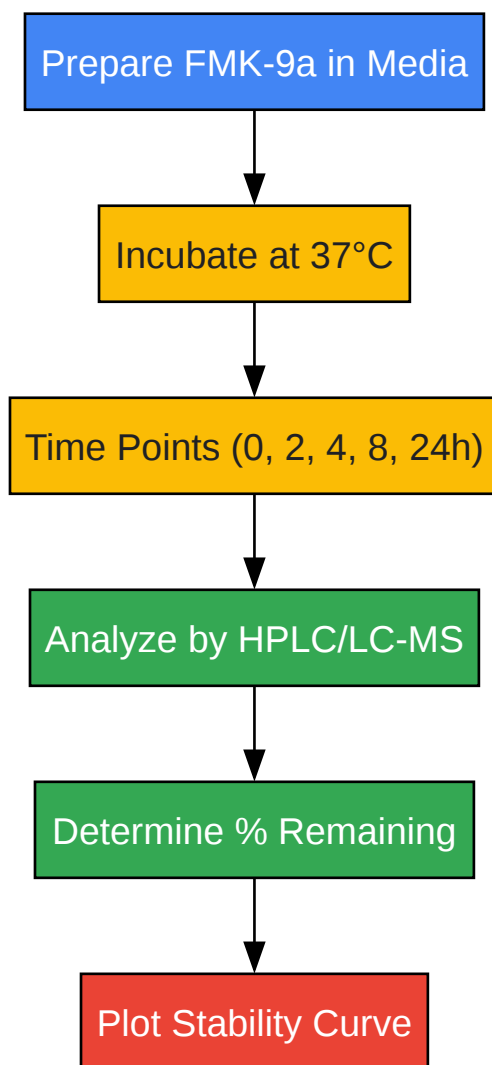 Prepare FMK-9a in Media
Incubate at 37°C
Time Points (0, 2, 4, 8, 24h)
Analyze by HPLC/LC-MS
Determine % Remaining
Plot Stability Curve